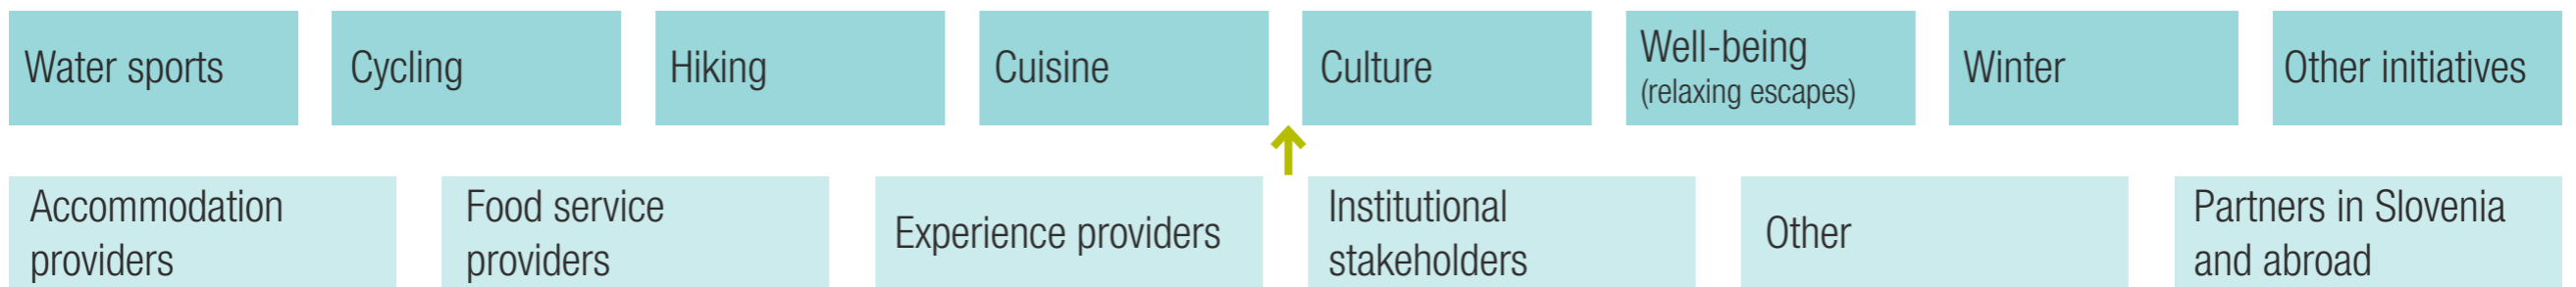 Water sports
Cycling
Hiking
Cuisine
Culture
Well-being
(relaxing escapes)
Winter
Other initiatives
Accommodation
providers
Food service
providers
Experience providers
Institutional
stakeholders
Other
Partners in Slovenia
and abroad